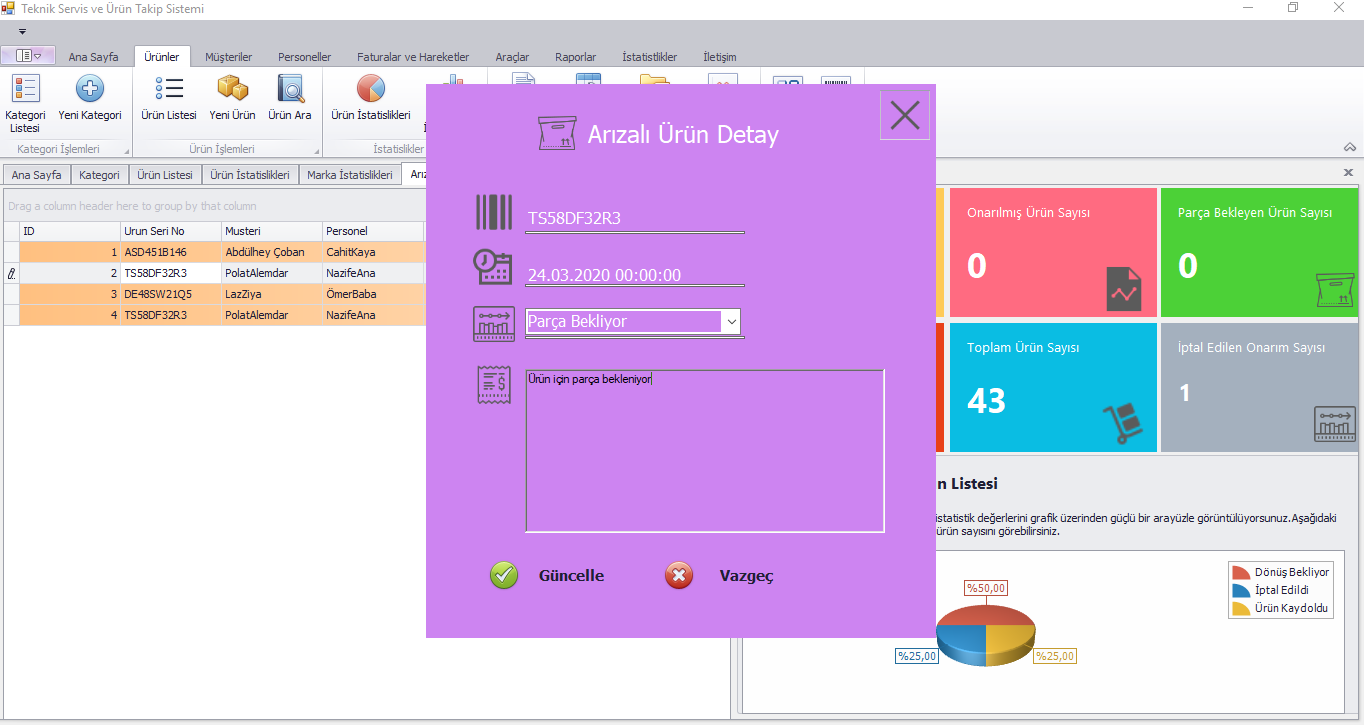 Teknik Servis ve Ürün Takip Sistemi
Ana Sayfa
Ürünler
Müşteriler
Personeller
Faturalar ve Hareketler
Araçlar
Raporlar
İstatistlikler
İletişim
Kategori Listesi
Yeni Kategori
Ürün Listesi
Yeni Ürün
Ürün Ara
Ürün İstatistlikleri
Kategori İşlemleri
Ürün İşlemleri
İstatistikler
Ana Sayfa
Kategori
Ürün Listesi
Ürün İstatistlikleri
Marka İstatistlikleri
Drag a column header here to group by that column
ID Urun Seri No Musteri Personel
1 ASD451B146 Abdülhey Çoban CahitKaya
2 TS58DF32R3 PolatAlemdar NazifeAna
3 DE48SW21Q5 LazZiya ÖmerBaba
4 TS58DF32R3 PolatAlemdar NazifeAna
Arızalı Ürün Detay
TS58DF32R3
24.03.2020 00:00:00
Parça Bekliyor
Ürün için parça bekleniyor
Güncelle
Vazgeç
Onarılmış Ürün Sayısı
0
Parça Bekleyen Ürün Sayısı
0
Toplam Ürün Sayısı
43
İptal Edilen Onarım Sayısı
1
Listesi
istatistik değerlerini grafik üzerinden güçlü bir arayüzle görüntülüyorsunuz.Aşağıdaki
ürün sayısını görebilirsiniz.
Dönüş Bekliyor
İptal Edildi
Ürün Kaydoldu
%50,00
%25,00
%25,00